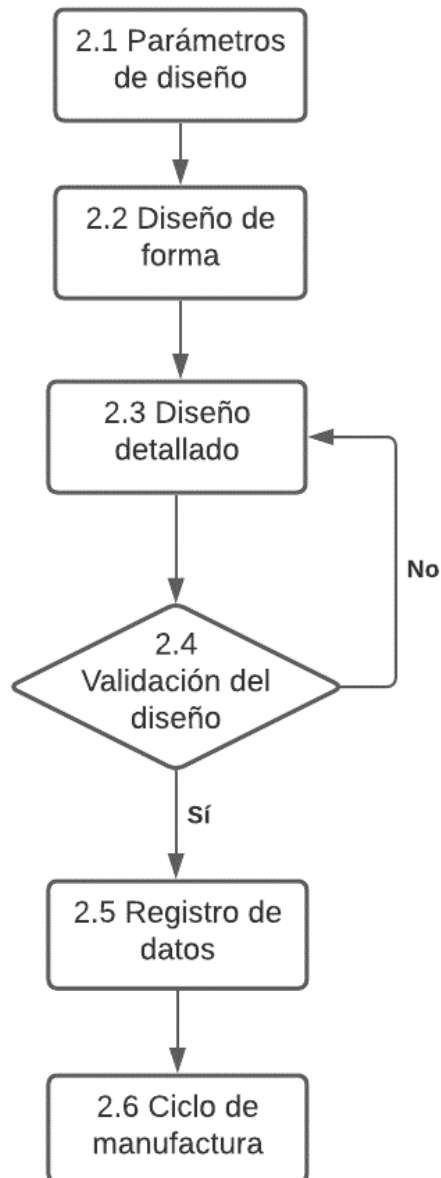 2.1 Parámetros
de diseño
2.2 Diseño de
forma
2.3 Diseño
detallado
No
2.4
Validación del
diseño
Sí
2.5 Registro de
datos
2.6 Ciclo de
manufactura